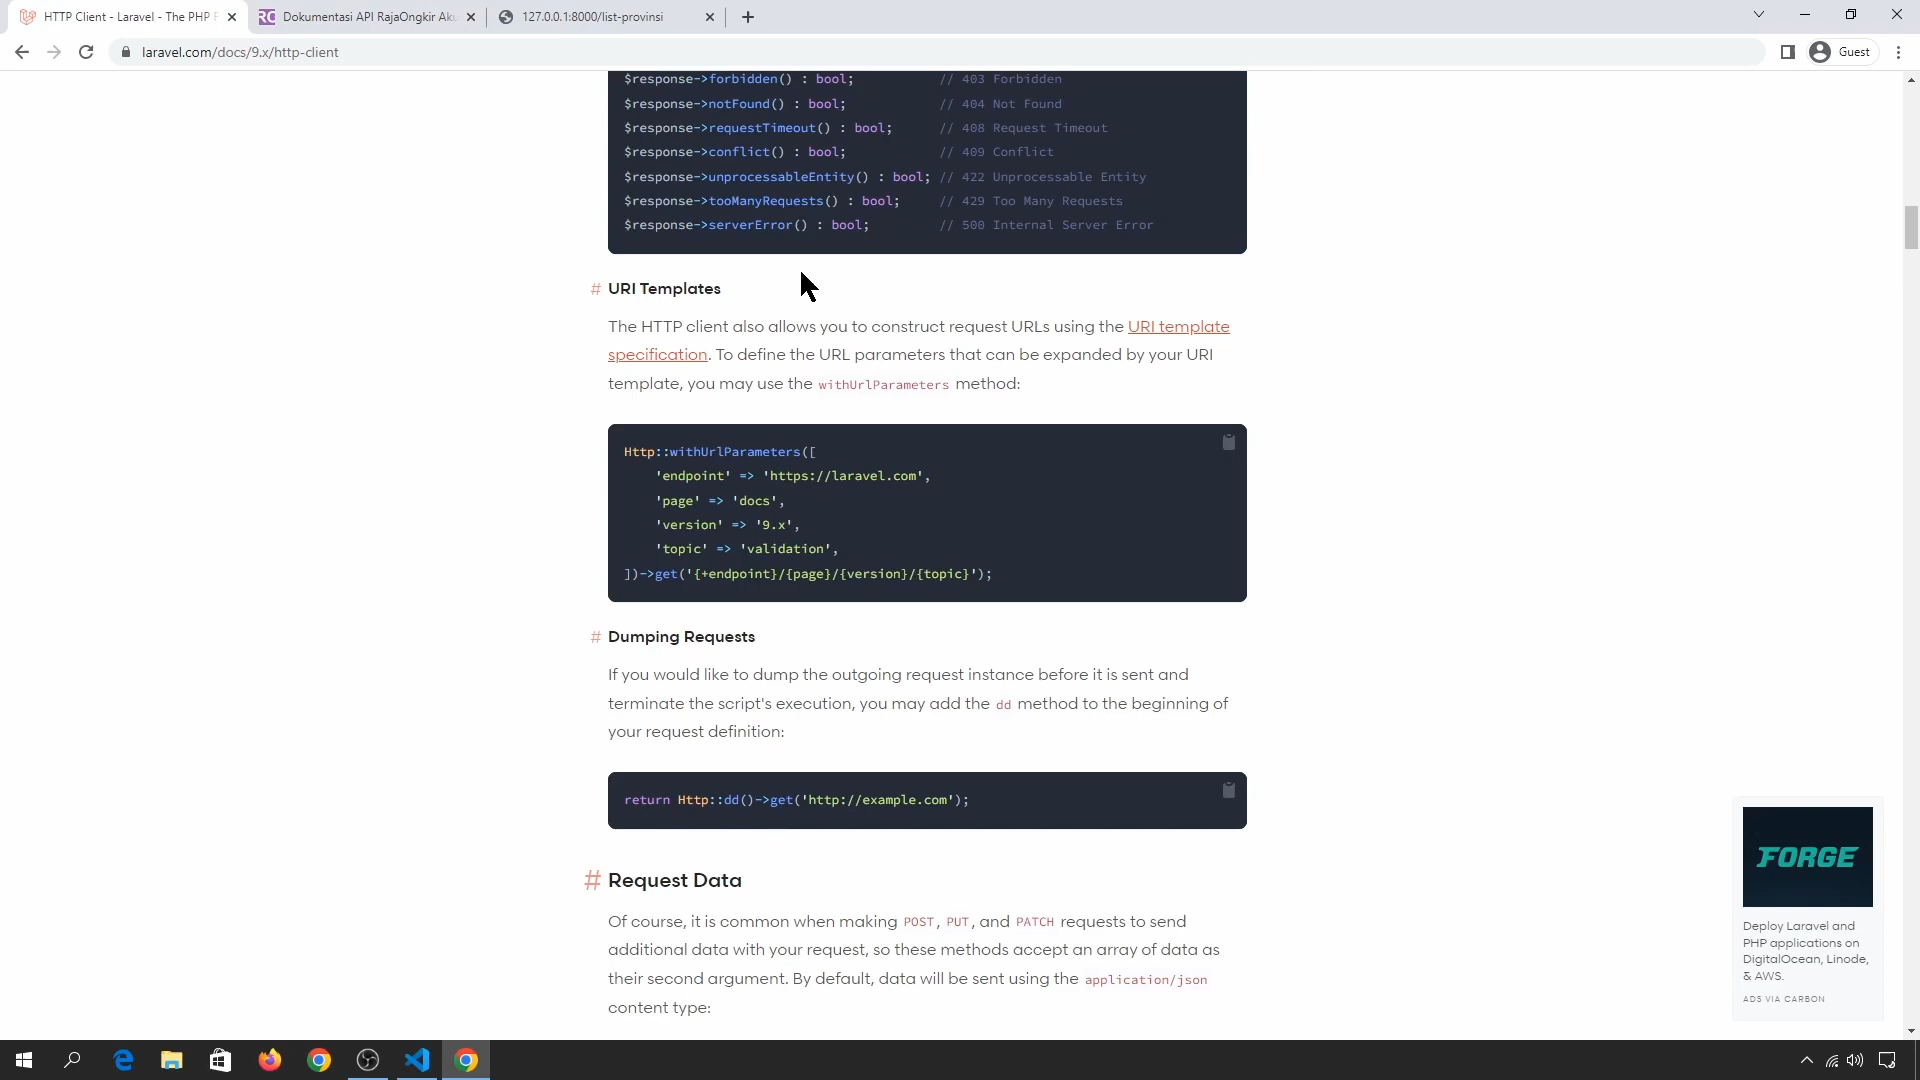 HTTP Client - Laravel - The PHP F
Dokumentasi API RajaOngkir Aku
127.0.0.1:8000/list-provinsi
laravel.com/docs/9.x/http-client
Guest
$response->forbidden() : bool; // 403 Forbidden
$response->notFound() : bool; // 404 Not Found
$response->requestTimeout() : bool; // 408 Request Timeout
$response->conflict() : bool; // 409 Conflict
$response->unprocessableEntity() : bool; // 422 Unprocessable Entity
$response->tooManyRequests() : bool; // 429 Too Many Requests
$response->serverError() : bool; // 500 Internal Server Error
# URI Templates
The HTTP client also allows you to construct request URLs using the URI template
specification. To define the URL parameters that can be expanded by your URI
template, you may use the withUrlParameters method:
Http::withUrlParameters([
'endpoint' => 'https://laravel.com',
'page' => 'docs',
'version' => '9.x',
'topic' => 'validation',
])->get('{+endpoint}/{page}/{version}/{topic}');
# Dumping Requests
If you would like to dump the outgoing request instance before it is sent and
terminate the script's execution, you may add the dd method to the beginning of
your request definition:
return Http::dd()->get('http://example.com');
# Request Data
Of course, it is common when making POST, PUT, and PATCH requests to send
additional data with your request, so these methods accept an array of data as
their second argument. By default, data will be sent using the application/json
content type:
FORGE
Deploy Laravel and
PHP applications on
DigitalOcean, Linode,
& AWS.
ADS VIA CARBON